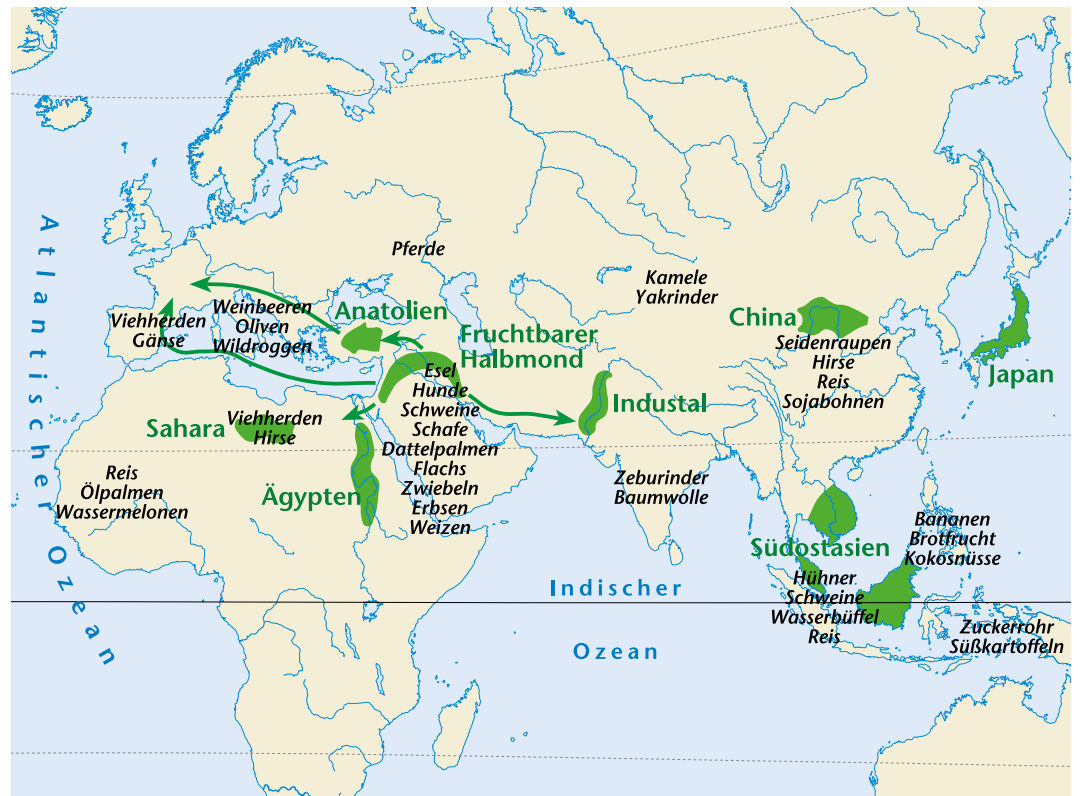 Atlantischer Ozean
Pferde
Kamele
Yakrinder
Weinbeeren
Oliven
Wildroggen
Viehherden
Gänse
Anatolien
Fruchtbarer
Halbmond
China
Seidenraupen
Hirse
Reis
Sojabohnen
Japan
Esel
Hunde
Schweine
Schafe
Dattelpalmen
Flachs
Zwiebeln
Erbsen
Weizen
Industal
Sahara
Viehherden
Hirse
Reis
Ölpalmen
Wassermelonen
Ägypten
Zeburinder
Baumwolle
Südostasien
Bananen
Brotfrucht
Kokosnüsse
Hühner
Schweine
Wasserbüffel
Reis
Indischer
Ozean
Zuckerrohr
Süßkartoffeln